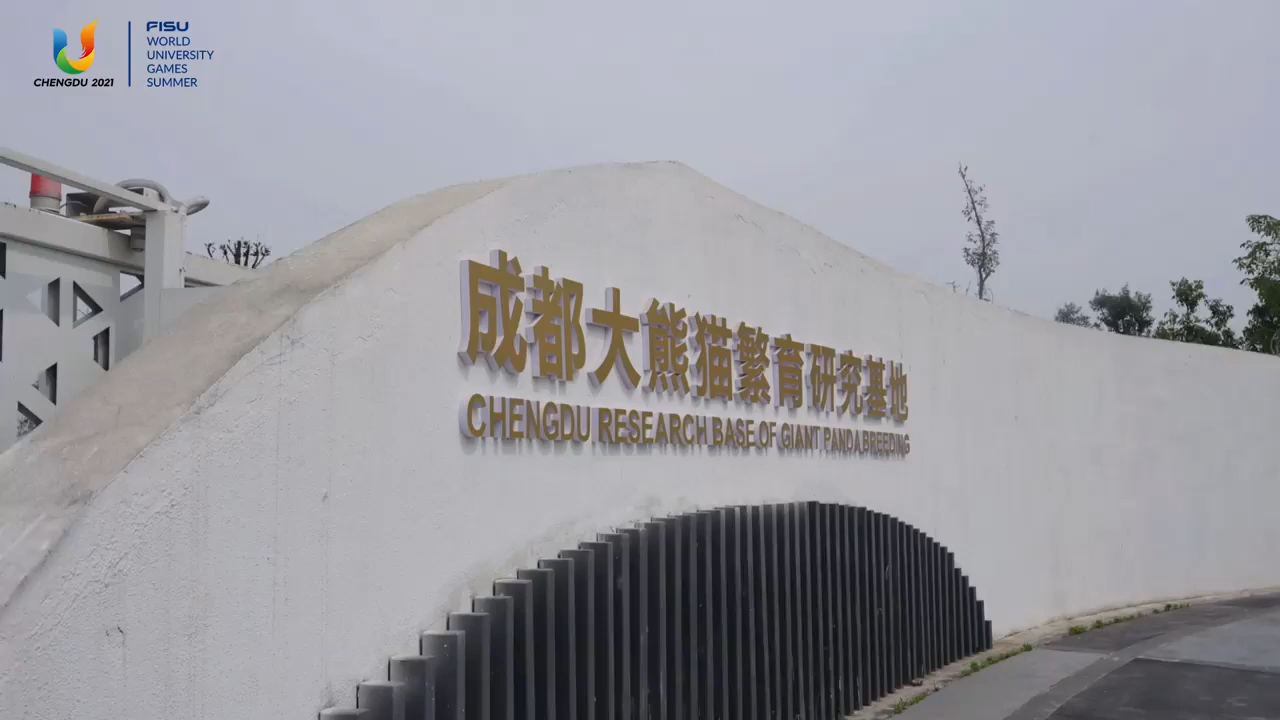 CHENGDU 2021
FISU
WORLD
UNIVERSITY
GAMES
SUMMER
成都大熊猫繁育研究基地
CHENGDU RESEARCH BASE OF GIANT PANDA BREEDING